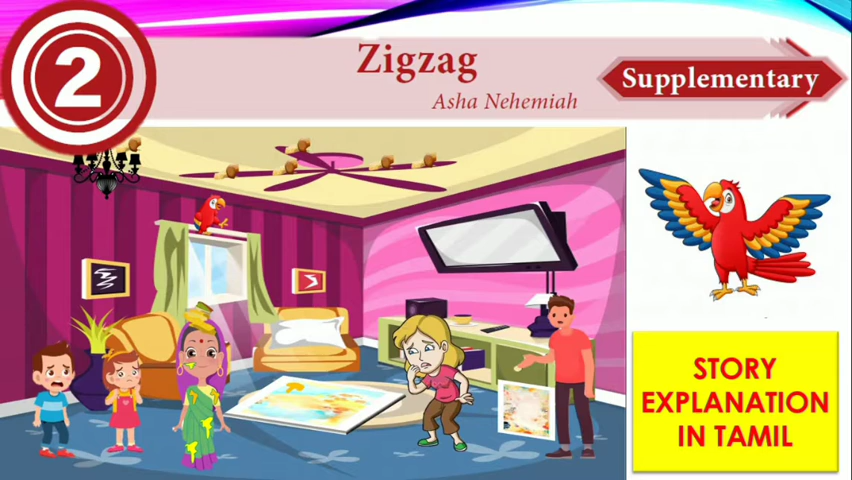 2
Zigzag
Asha Nehemiah
Supplementary
STORY
EXPLANATION
IN TAMIL